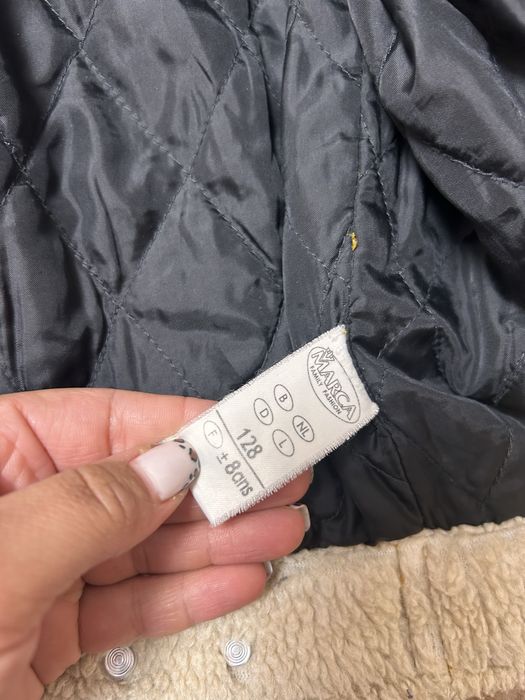 MARCA
FAMILY FASHION
B NL
D L
128
F ± 8ans